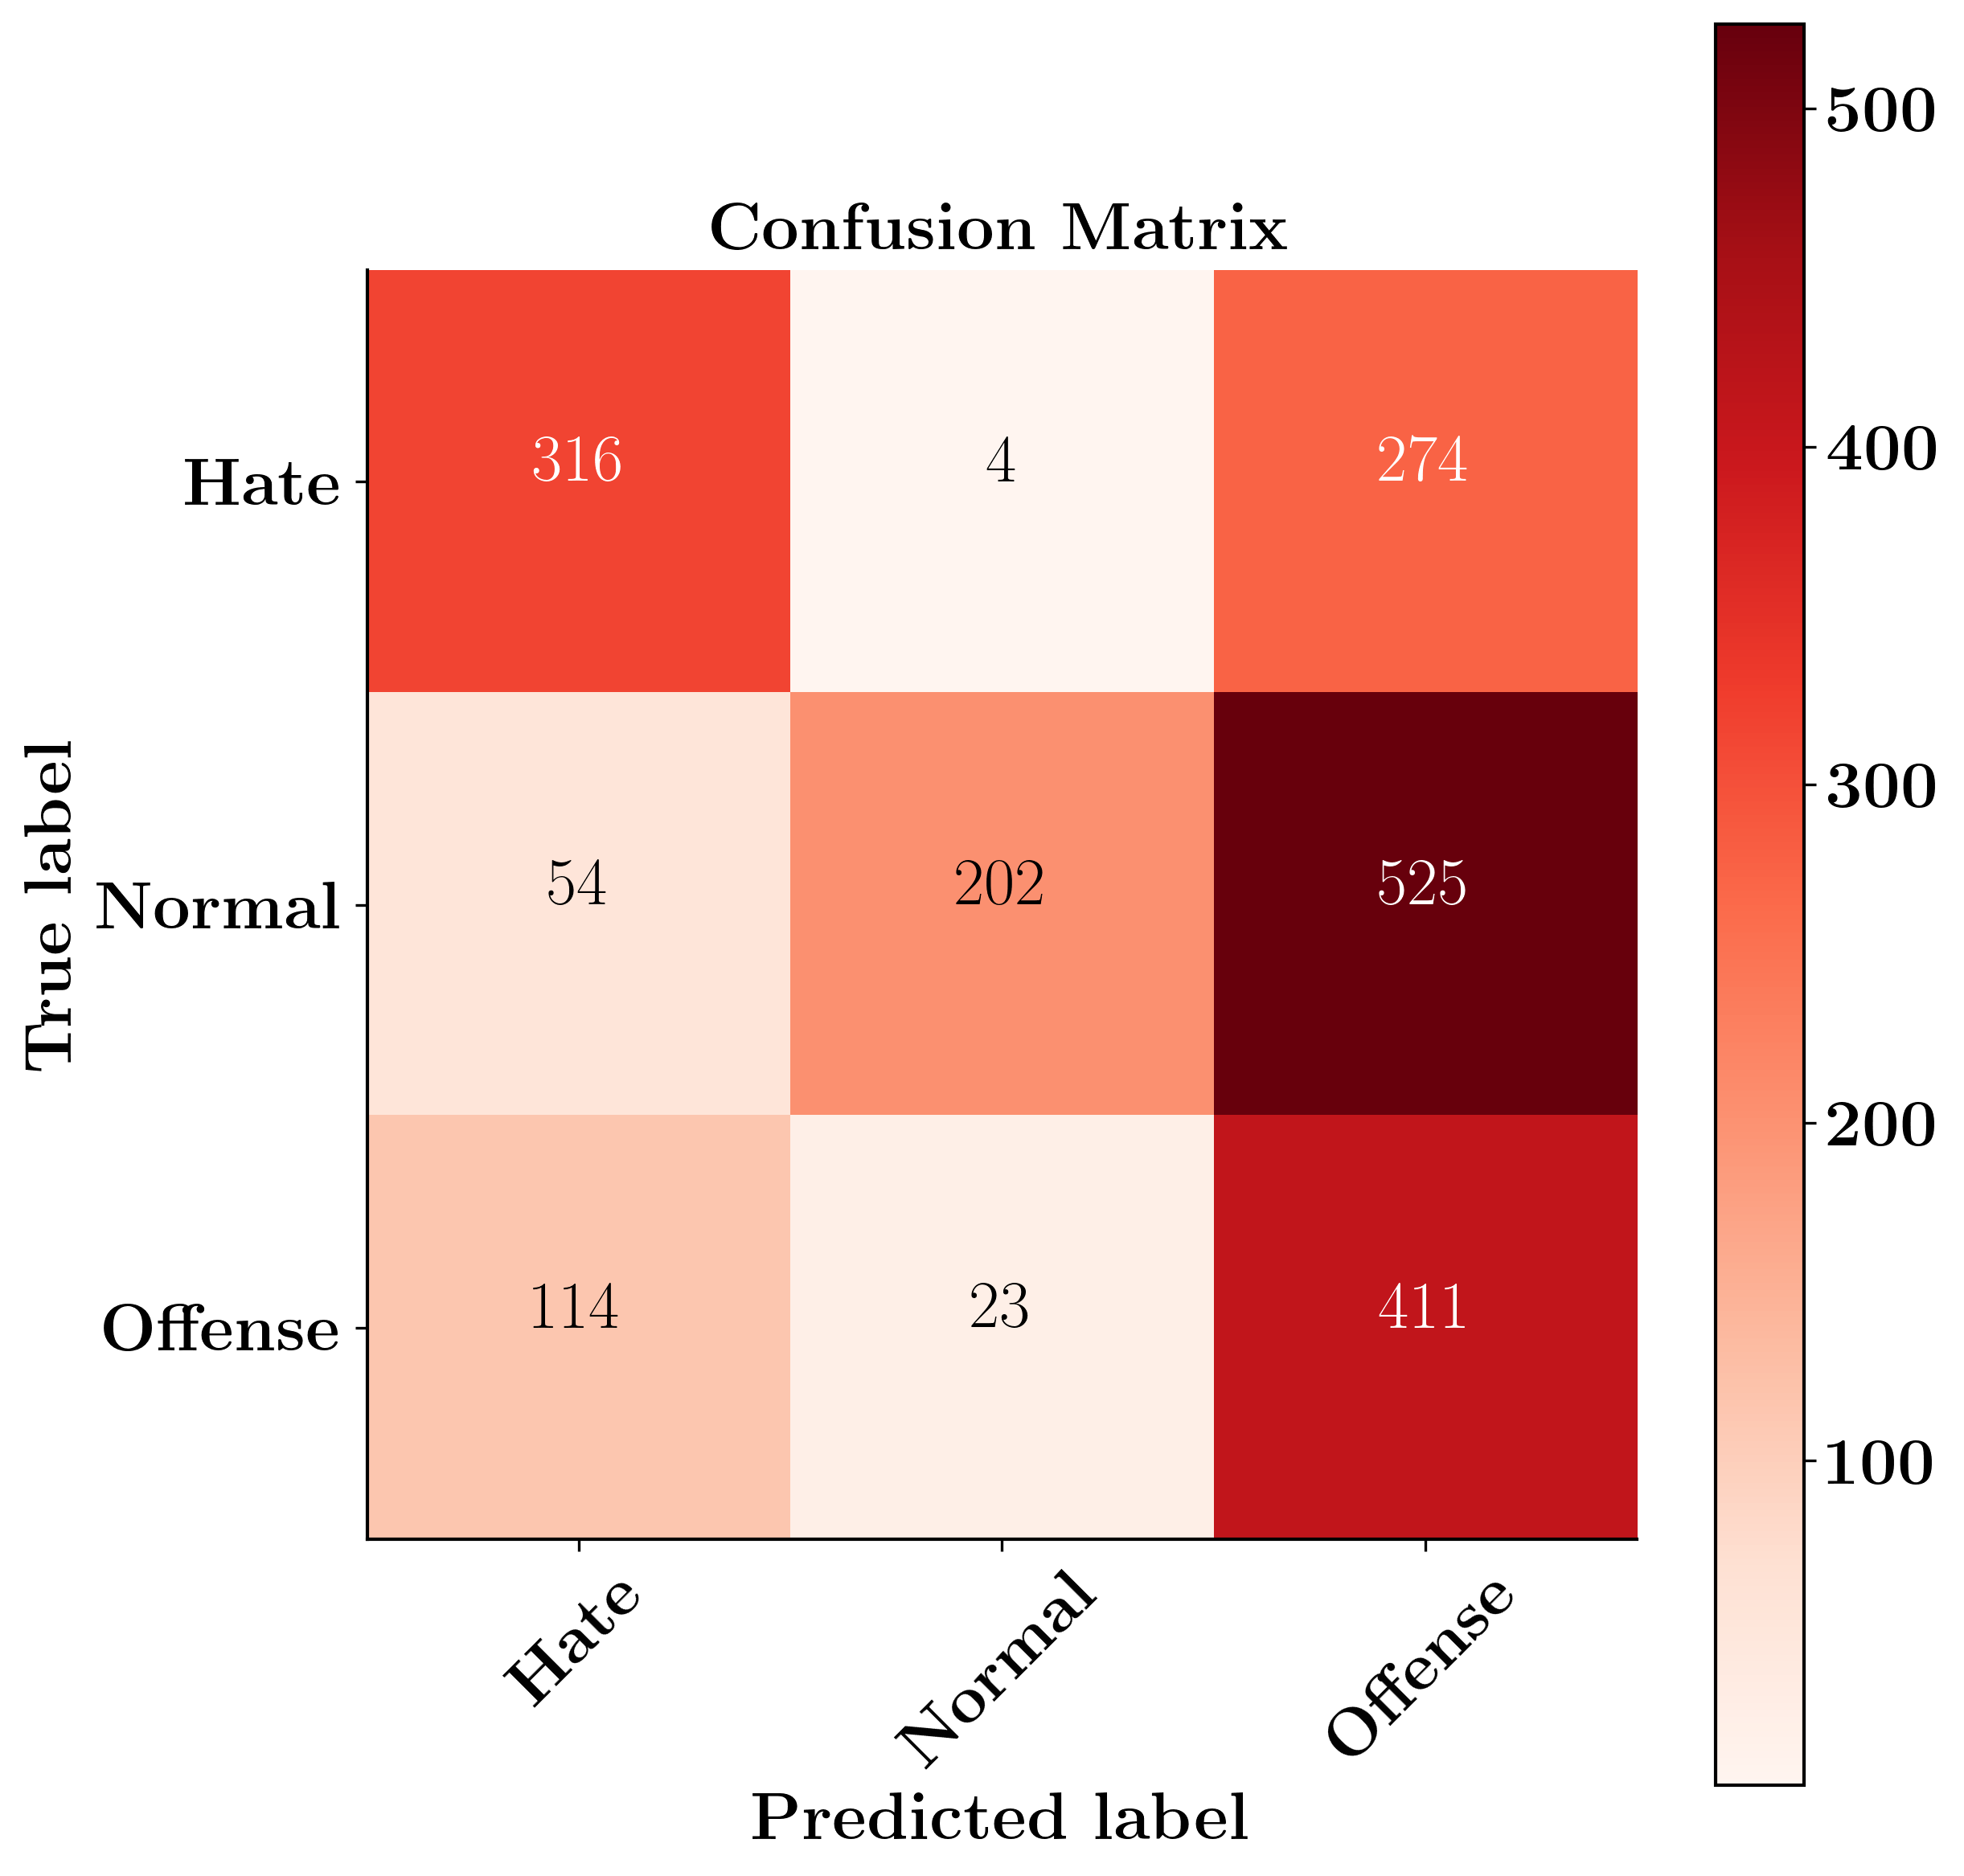 Confusion Matrix
True label
Hate
Normal
Offense
316 4 274
54 202 525
114 23 411
Hate Normal Offense
Predicted label
500
400
300
200
100